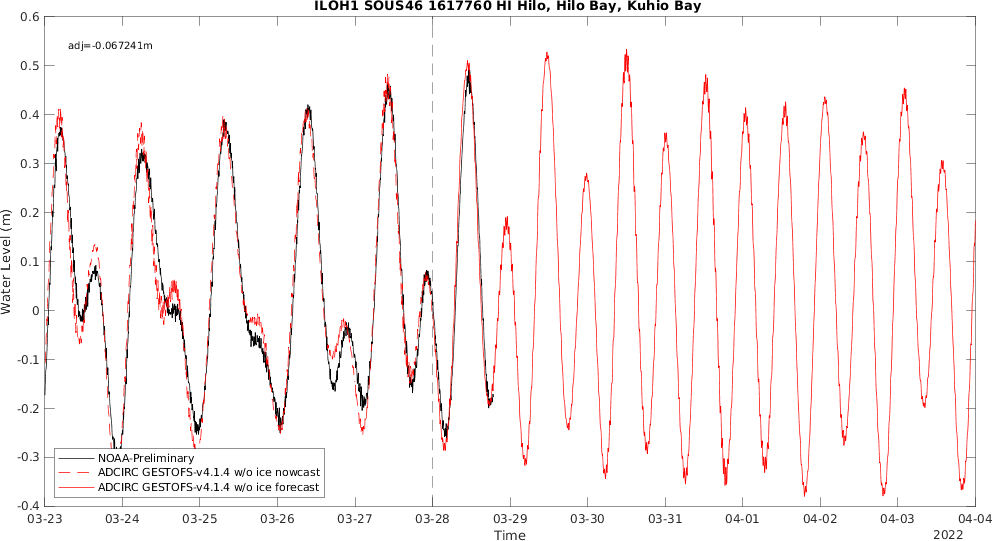 ILOH1 SOUS46 1617760 HI Hilo, Hilo Bay, Kuhio Bay
adj=-0.067241m
0.6
0.5
0.4
0.3
0.2
0.1
0
-0.1
-0.2
-0.3
-0.4
Water Level (m)
NOAA-Preliminary
ADCIRC GESTOFS-v4.1.4 w/o ice nowcast
ADCIRC GESTOFS-v4.1.4 w/o ice forecast
03-23 03-24 03-25 03-26 03-27 03-28 03-29 03-30 03-31 04-01 04-02 04-03 04-04
Time
2022